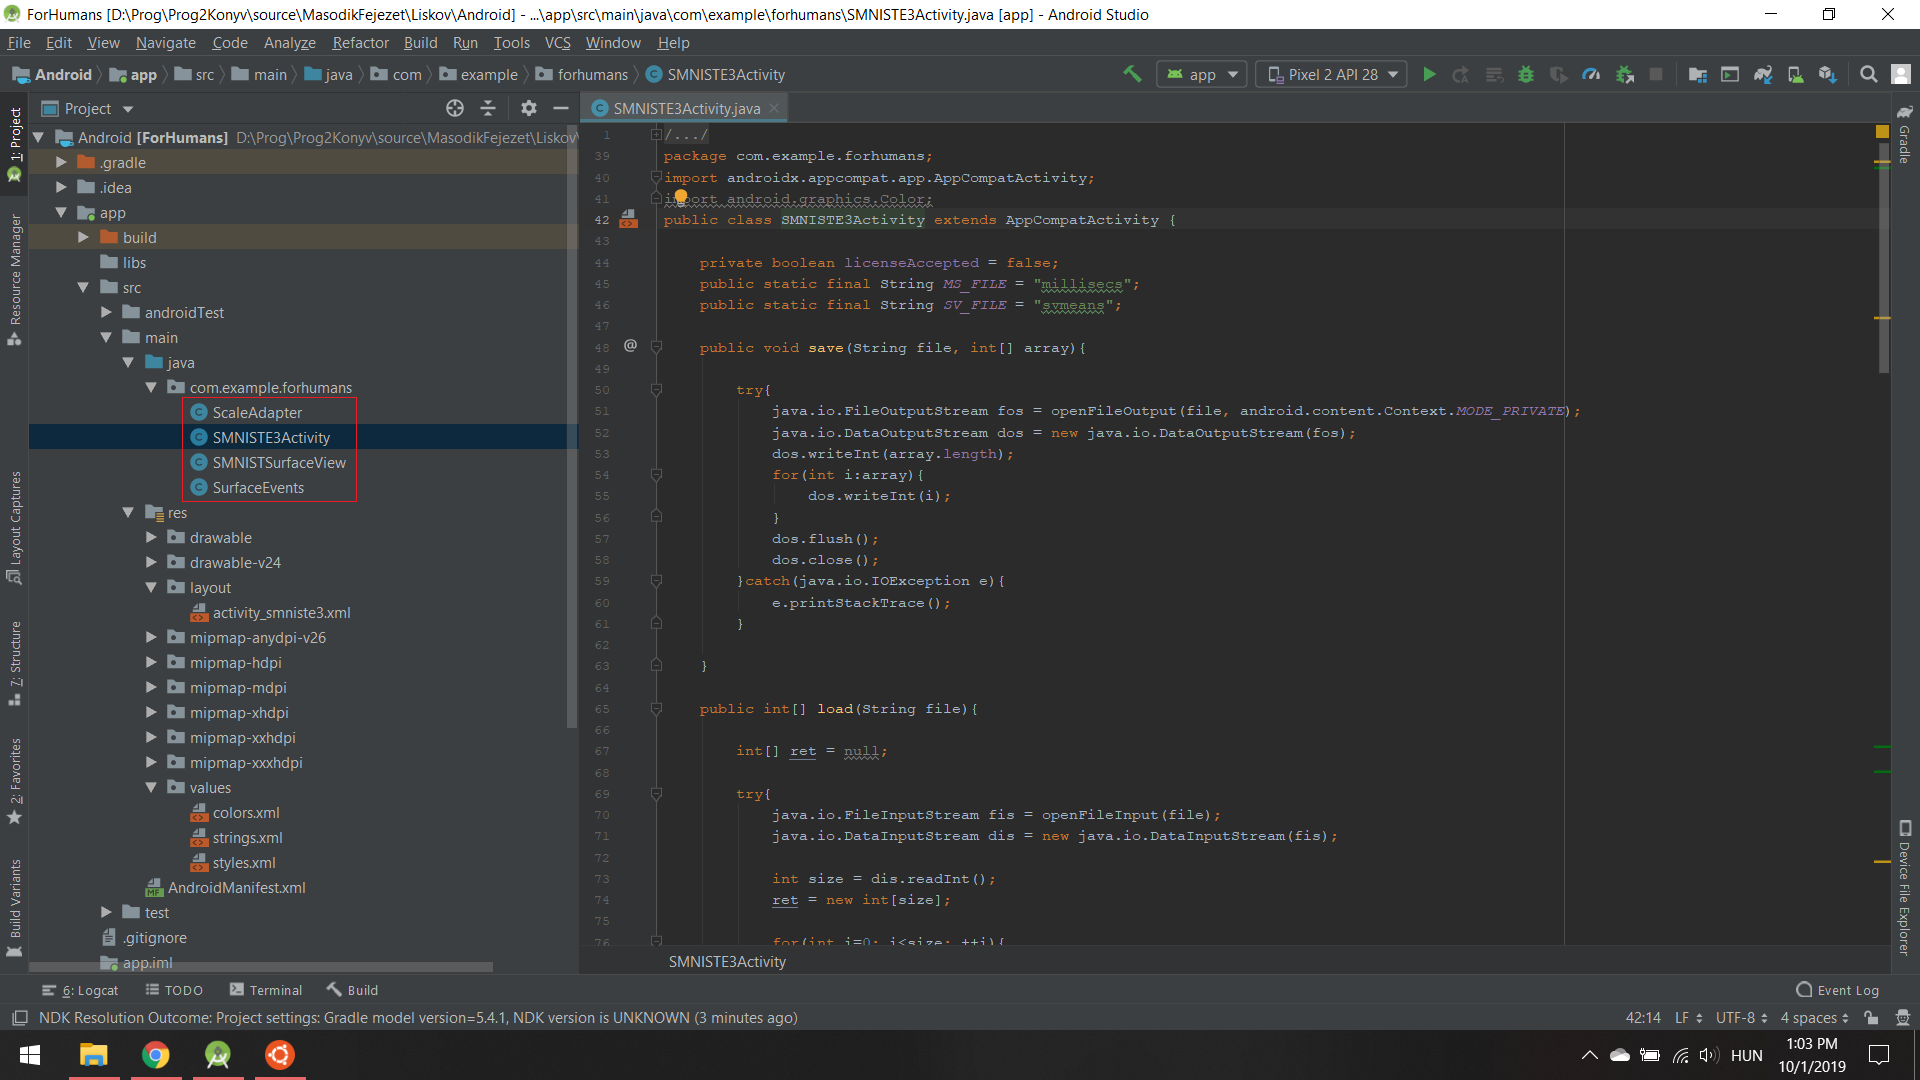 ForHumans [D:\Prog\Prog2Konyv\source\MasodikFejezet\Liskov\Android] - ...\app\src\main\java\com\example\forhumans\SMNISTE3Activity.java [app] - Android Studio
File Edit View Navigate Code Analyze Refactor Build Run Tools VCS Window Help
Android app src main java com example forhumans SMNISTE3Activity app Pixel 2 API 28
Project
SMNISTE3Activity.java
Android [ForHumans] D:\Prog\Prog2Konyv\source\MasodikFejezet\Liskov\
.gradle
.idea
app
build
libs
src
androidTest
main
java
com.example.forhumans
ScaleAdapter
SMNISTE3Activity
SMNISTSurfaceView
SurfaceEvents
res
drawable
drawable-v24
layout
activity_smniste3.xml
mipmap-anydpi-v26
mipmap-hdpi
mipmap-mdpi
mipmap-xhdpi
mipmap-xxhdpi
mipmap-xxxhdpi
values
colors.xml
strings.xml
styles.xml
AndroidManifest.xml
test
.gitignore
app.iml
1: Project
Resource Manager
Layout Captures
7: Structure
2: Favorites
Build Variants
1 /.../
39 package com.example.forhumans;
40 import androidx.appcompat.app.AppCompatActivity;
41 import android.graphics.Color;
42 public class SMNISTE3Activity extends AppCompatActivity {
43
44 private boolean licenseAccepted = false;
45 public static final String MS_FILE = "millisecs";
46 public static final String SV_FILE = "svmeans";
47
48 @ public void save(String file, int[] array){
49
50 try{
51 java.io.FileOutputStream fos = openFileOutput(file, android.content.Context.MODE_PRIVATE);
52 java.io.DataOutputStream dos = new java.io.DataOutputStream(fos);
53 dos.writeInt(array.length);
54 for(int i:array){
55 dos.writeInt(i);
56 }
57 dos.flush();
58 dos.close();
59 }catch(java.io.IOException e){
60 e.printStackTrace();
61 }
62
63 }
64
65 public int[] load(String file){
66
67 int[] ret = null;
68
69 try{
70 java.io.FileInputStream fis = openFileInput(file);
71 java.io.DataInputStream dis = new java.io.DataInputStream(fis);
72
73 int size = dis.readInt();
74 ret = new int[size];
75
76 for(int i=0; i<size; ++i){
SMNISTE3Activity
Gradle
Device File Explorer
6: Logcat TODO Terminal Build Event Log
NDK Resolution Outcome: Project settings: Gradle model version=5.4.1, NDK version is UNKNOWN (3 minutes ago) 42:14 LF UTF-8 4 spaces
HUN
1:03 PM
10/1/2019